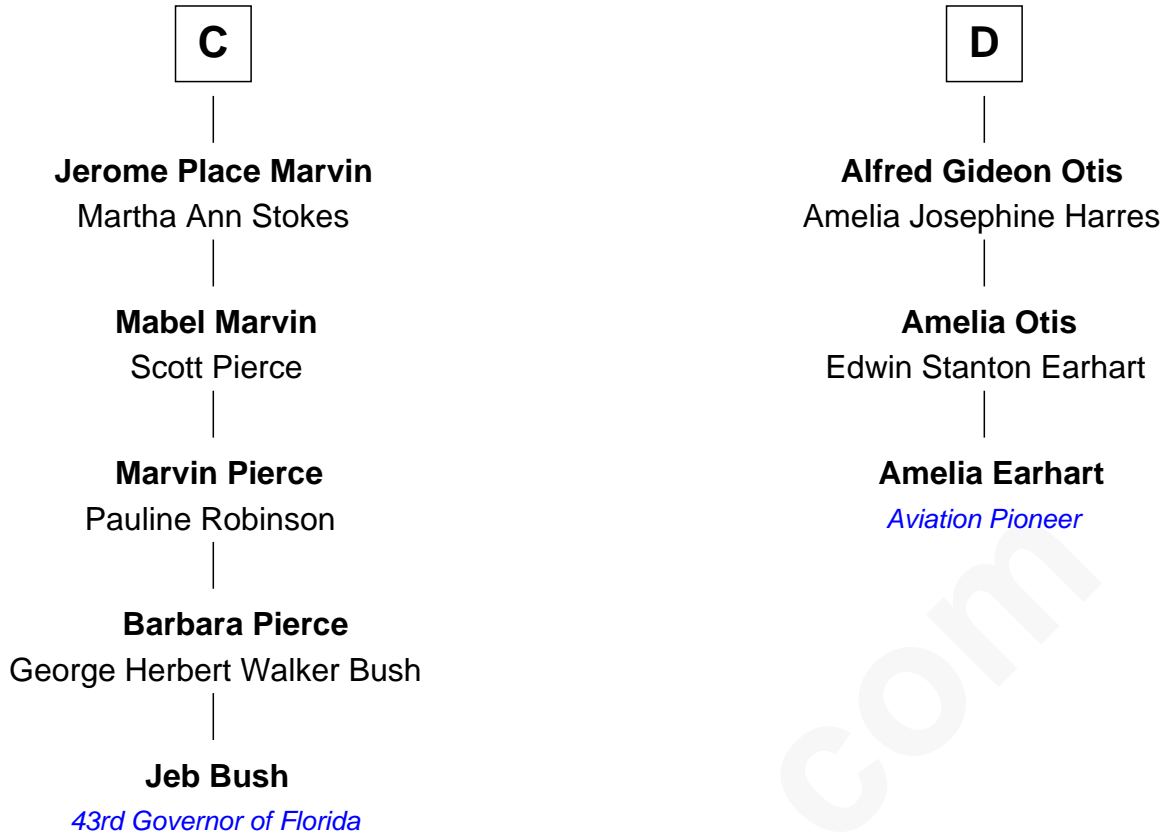 C
Jerome Place Marvin
Martha Ann Stokes
Mabel Marvin
Scott Pierce
Marvin Pierce
Pauline Robinson
Barbara Pierce
George Herbert Walker Bush
Jeb Bush
43rd Governor of Florida
D
Alfred Gideon Otis
Amelia Josephine Harres
Amelia Otis
Edwin Stanton Earhart
Amelia Earhart
Aviation Pioneer
com